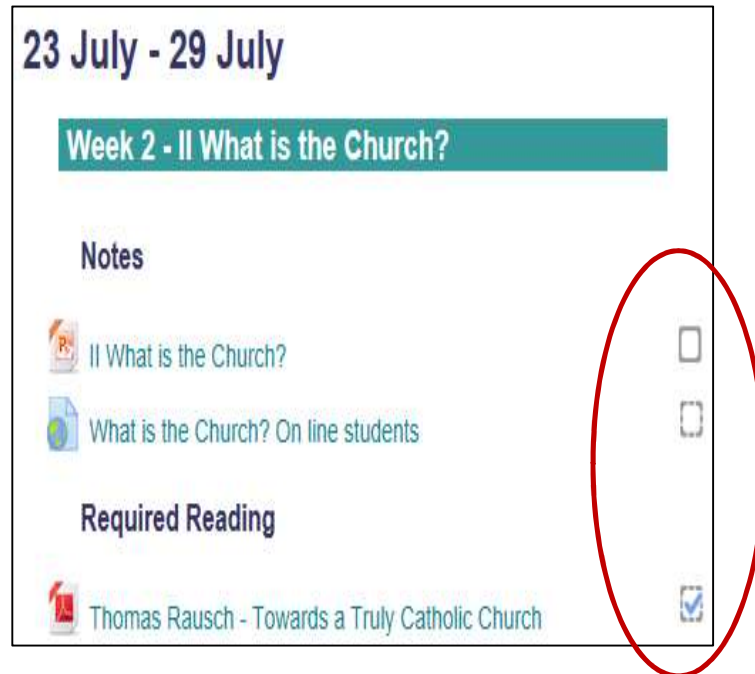 23 July - 29 July
Week 2 - II What is the Church?
Notes
II What is the Church?
What is the Church? On line students
Required Reading
Thomas Rausch - Towards a Truly Catholic Church